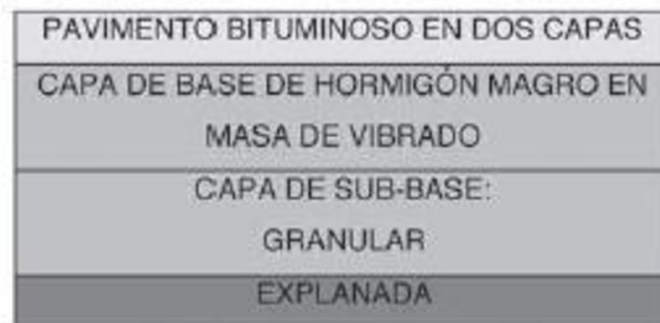 PAVIMENTO BITUMINOSO EN DOS CAPAS
CAPA DE BASE DE HORMIGÓN MAGRO EN
MASA DE VIBRADO
CAPA DE SUB-BASE:
GRANULAR
EXPLANADA